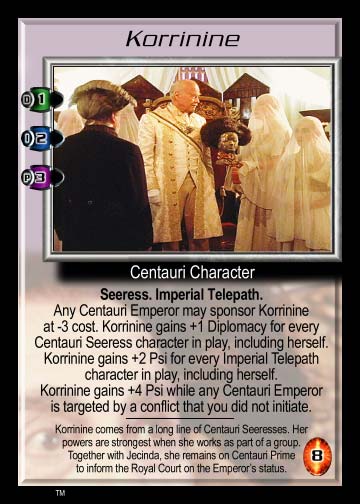 Korrinine
D 1
I 2
P 3
Centauri Character
Seeress. Imperial Telepath.
Any Centauri Emperor may sponsor Korrinine
at -3 cost. Korrinine gains +1 Diplomacy for every
Centauri Seeress character in play, including herself.
Korrinine gains +2 Psi for every Imperial Telepath
character in play, including herself.
Korrinine gains +4 Psi while any Centauri Emperor
is targeted by a conflict that you did not initiate.
Korrinine comes from a long line of Centauri Seeresses. Her
powers are strongest when she works as part of a group.
Together with Jecinda, she remains on Centauri Prime
to inform the Royal Court on the Emperor's status.
8
TM